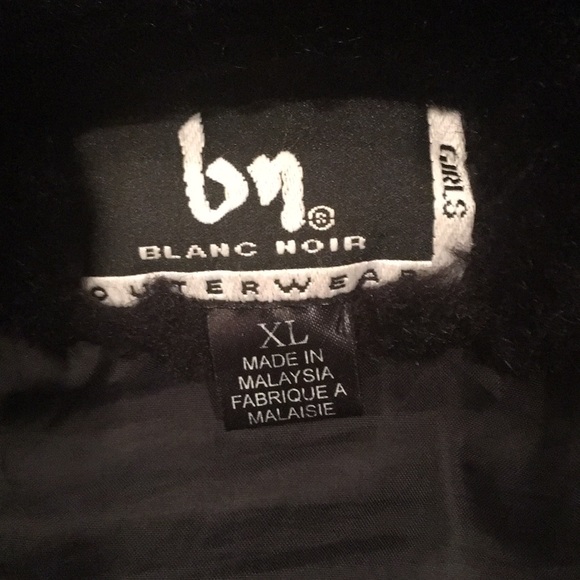 bn®
BLANC NOIR
GIRLS
OUTERWEAR
XL
MADE IN
MALAYSIA
FABRIQUE A
MALAISIE